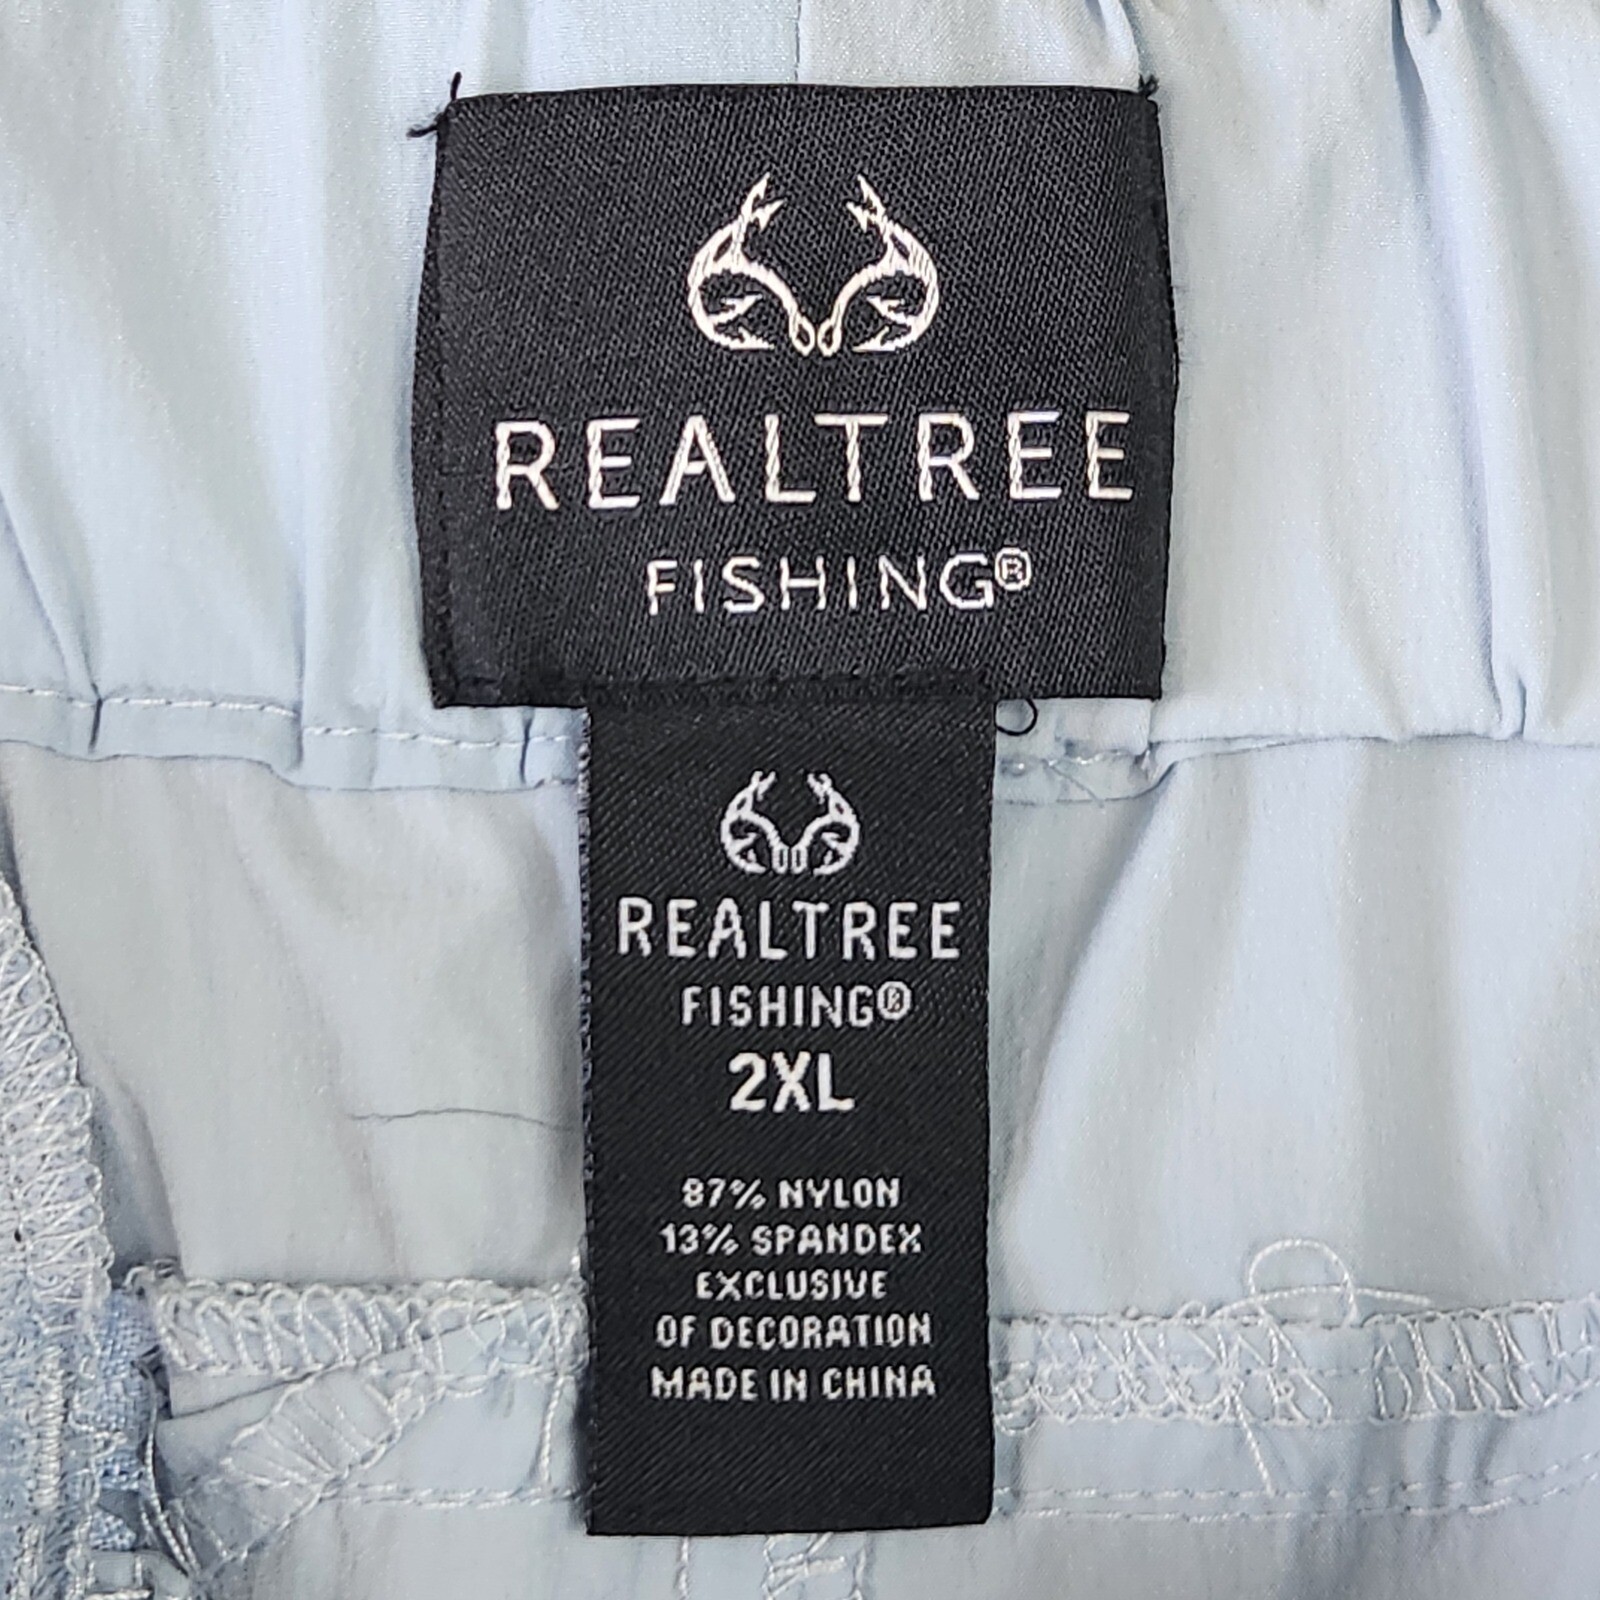 REALTREE
FISHING®
REALTREE
FISHING®
2XL
87% NYLON
13% SPANDEX
EXCLUSIVE
OF DECORATION
MADE IN CHINA